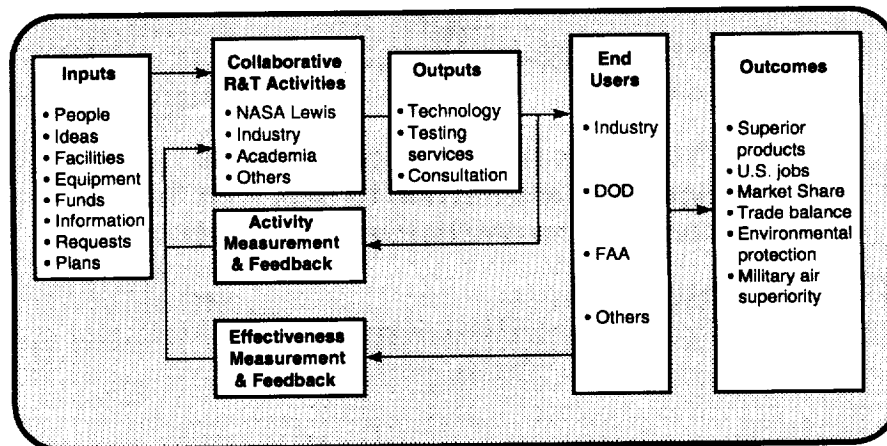 Inputs
• People
• Ideas
• Facilities
• Equipment
• Funds
• Information
• Requests
• Plans
Collaborative
R&T Activities
• NASA Lewis
• Industry
• Academia
• Others
Activity
Measurement
& Feedback
Effectiveness
Measurement
& Feedback
Outputs
• Technology
• Testing
services
• Consultation
End
Users
• Industry
• DOD
• FAA
• Others
Outcomes
• Superior
products
• U.S. jobs
• Market Share
• Trade balance
• Environmental
protection
• Military air
superiority